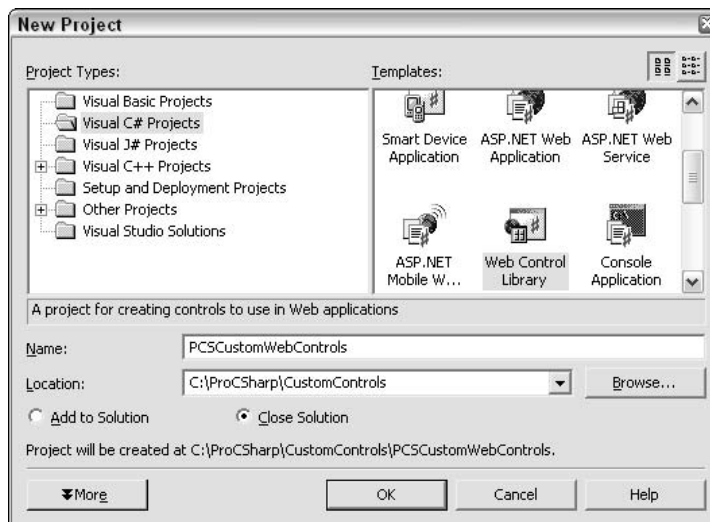 New Project
Project Types:
Templates:
Visual Basic Projects
Visual C# Projects
Visual J# Projects
Visual C++ Projects
Setup and Deployment Projects
Other Projects
Visual Studio Solutions
Smart Device Application
ASP.NET Web Application
ASP.NET Web Service
ASP.NET Mobile W...
Web Control Library
Console Application
A project for creating controls to use in Web applications
Name:
PCSCustomWebControls
Location:
C:\ProCSharp\CustomControls
Browse...
Add to Solution
Close Solution
Project will be created at C:\ProCSharp\CustomControls\PCSCustomWebControls.
More
OK
Cancel
Help